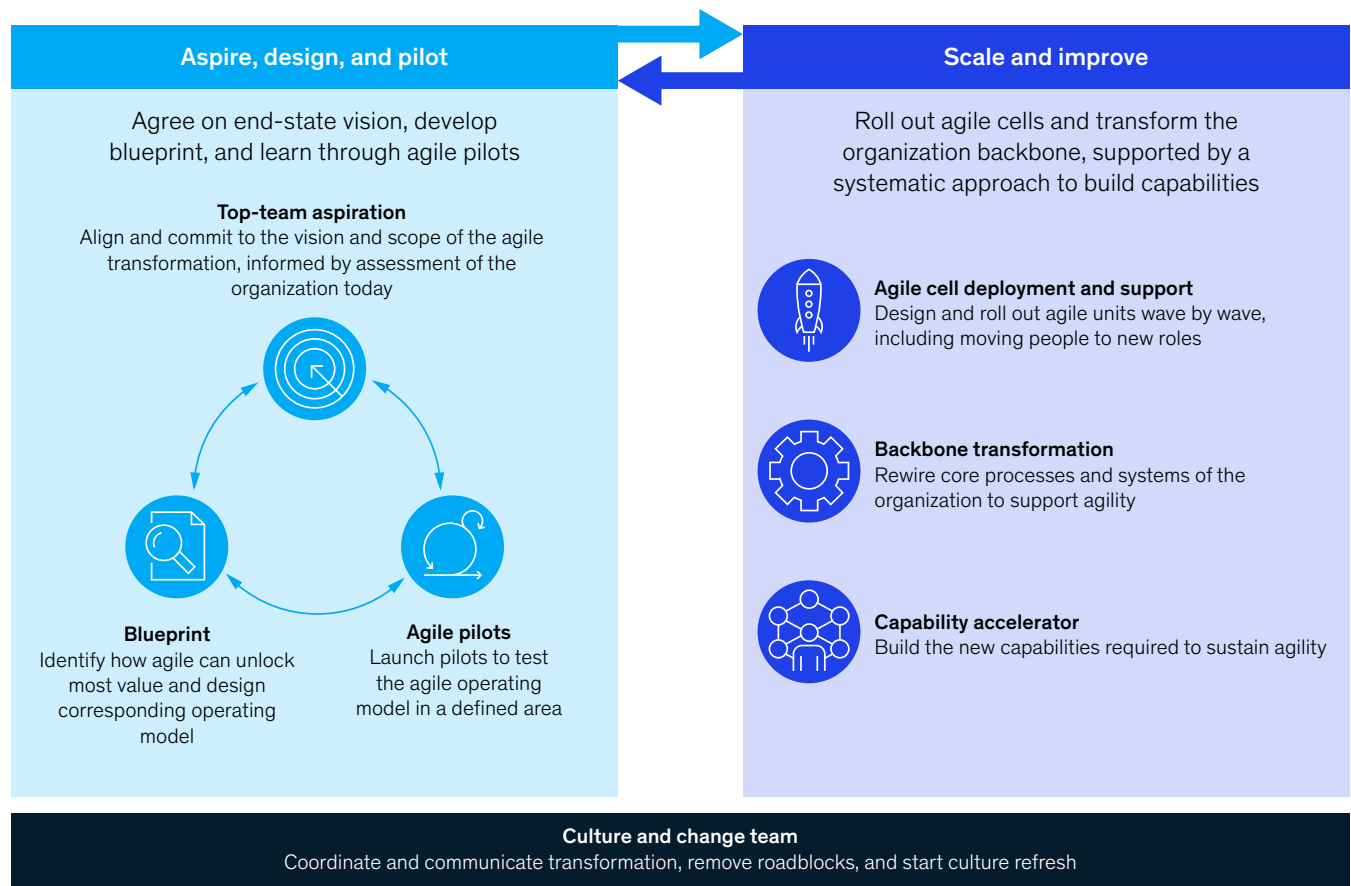 Aspire, design, and pilot
Agree on end-state vision, develop
blueprint, and learn through agile pilots
Top-team aspiration
Align and commit to the vision and scope of the agile
transformation, informed by assessment of the
organization today
Blueprint
Identify how agile can unlock
most value and design
corresponding operating
model
Agile pilots
Launch pilots to test
the agile operating
model in a defined area
Scale and improve
Roll out agile cells and transform the
organization backbone, supported by a
systematic approach to build capabilities
Agile cell deployment and support
Design and roll out agile units wave by wave,
including moving people to new roles
Backbone transformation
Rewire core processes and systems of the
organization to support agility
Capability accelerator
Build the new capabilities required to sustain agility
Culture and change team
Coordinate and communicate transformation, remove roadblocks, and start culture refresh